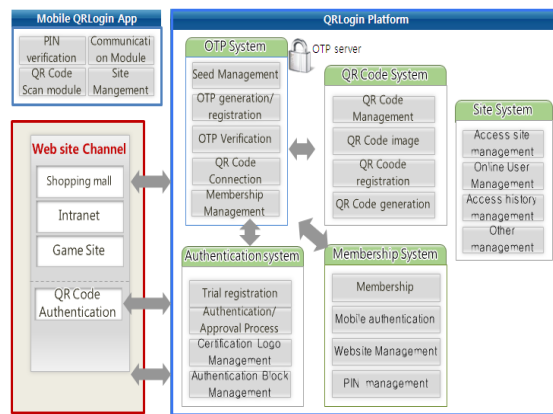 Mobile QRLogin App
PIN
verification
Communicati
on Module
QR Code
Scan module
Site
Mangement
Web site Channel
Shopping mall
Intranet
Game Site
QR Code
Authentication
QRLogin Platform
OTP System
OTP server
Seed Management
OTP generation/
registration
OTP Verification
QR Code
Connection
Membership
Management
QR Code System
QR Code
Management
QR Code image
QR Coode
registration
QR Code generation
Site System
Access site
management
Online User
Management
Access history
management
Other
management
Authentication system
Trial registration
Authentication/
Approval Process
Certification Logo
Management
Authentication Block
Management
Membership System
Membership
Mobile authentication
Website Management
PIN management